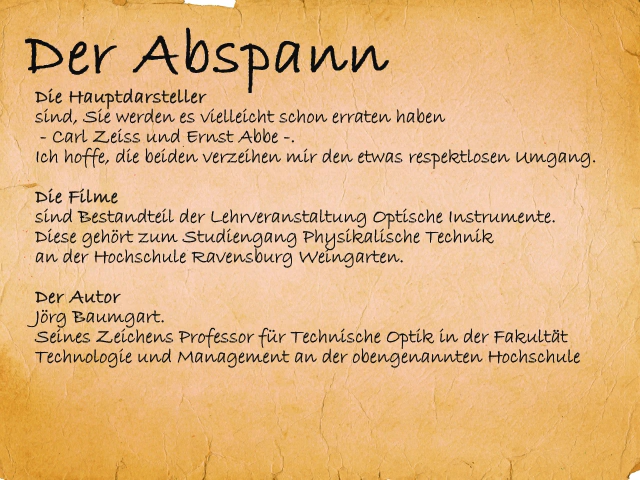 Der Abspann
Die Hauptdarsteller
sind, Sie werden es vielleicht schon erraten haben
- Carl Zeiss und Ernst Abbe -.
Ich hoffe, die beiden verzeihen mir den etwas respektlosen Umgang.
Die Filme
sind Bestandteil der Lehrveranstaltung Optische Instrumente.
Diese gehört zum Studiengang Physikalische Technik
an der Hochschule Ravensburg Weingarten.
Der Autor
Jörg Baumgart.
Seines Zeichens Professor für Technische Optik in der Fakultät
Technologie und Management an der obengenannten Hochschule